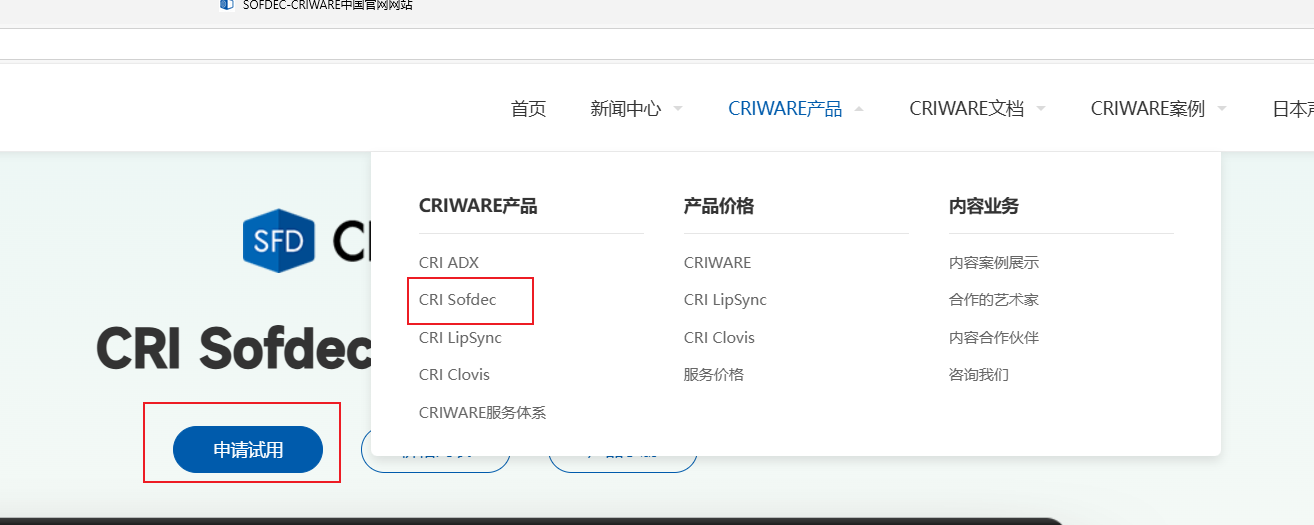 SOFDEC-CRIWARE中国官网网站
首页 新闻中心 CRIWARE产品 CRIWARE文档 CRIWARE案例 日本
CRIWARE产品 产品价格 内容业务
SFD
CRI ADX CRIWARE 内容案例展示
CRI Sofdec CRI LipSync 合作的艺术家
CRI LipSync CRI Clovis 内容合作伙伴
CRI Sofdec
CRI Clovis 服务价格 咨询我们
CRIWARE服务体系
申请试用